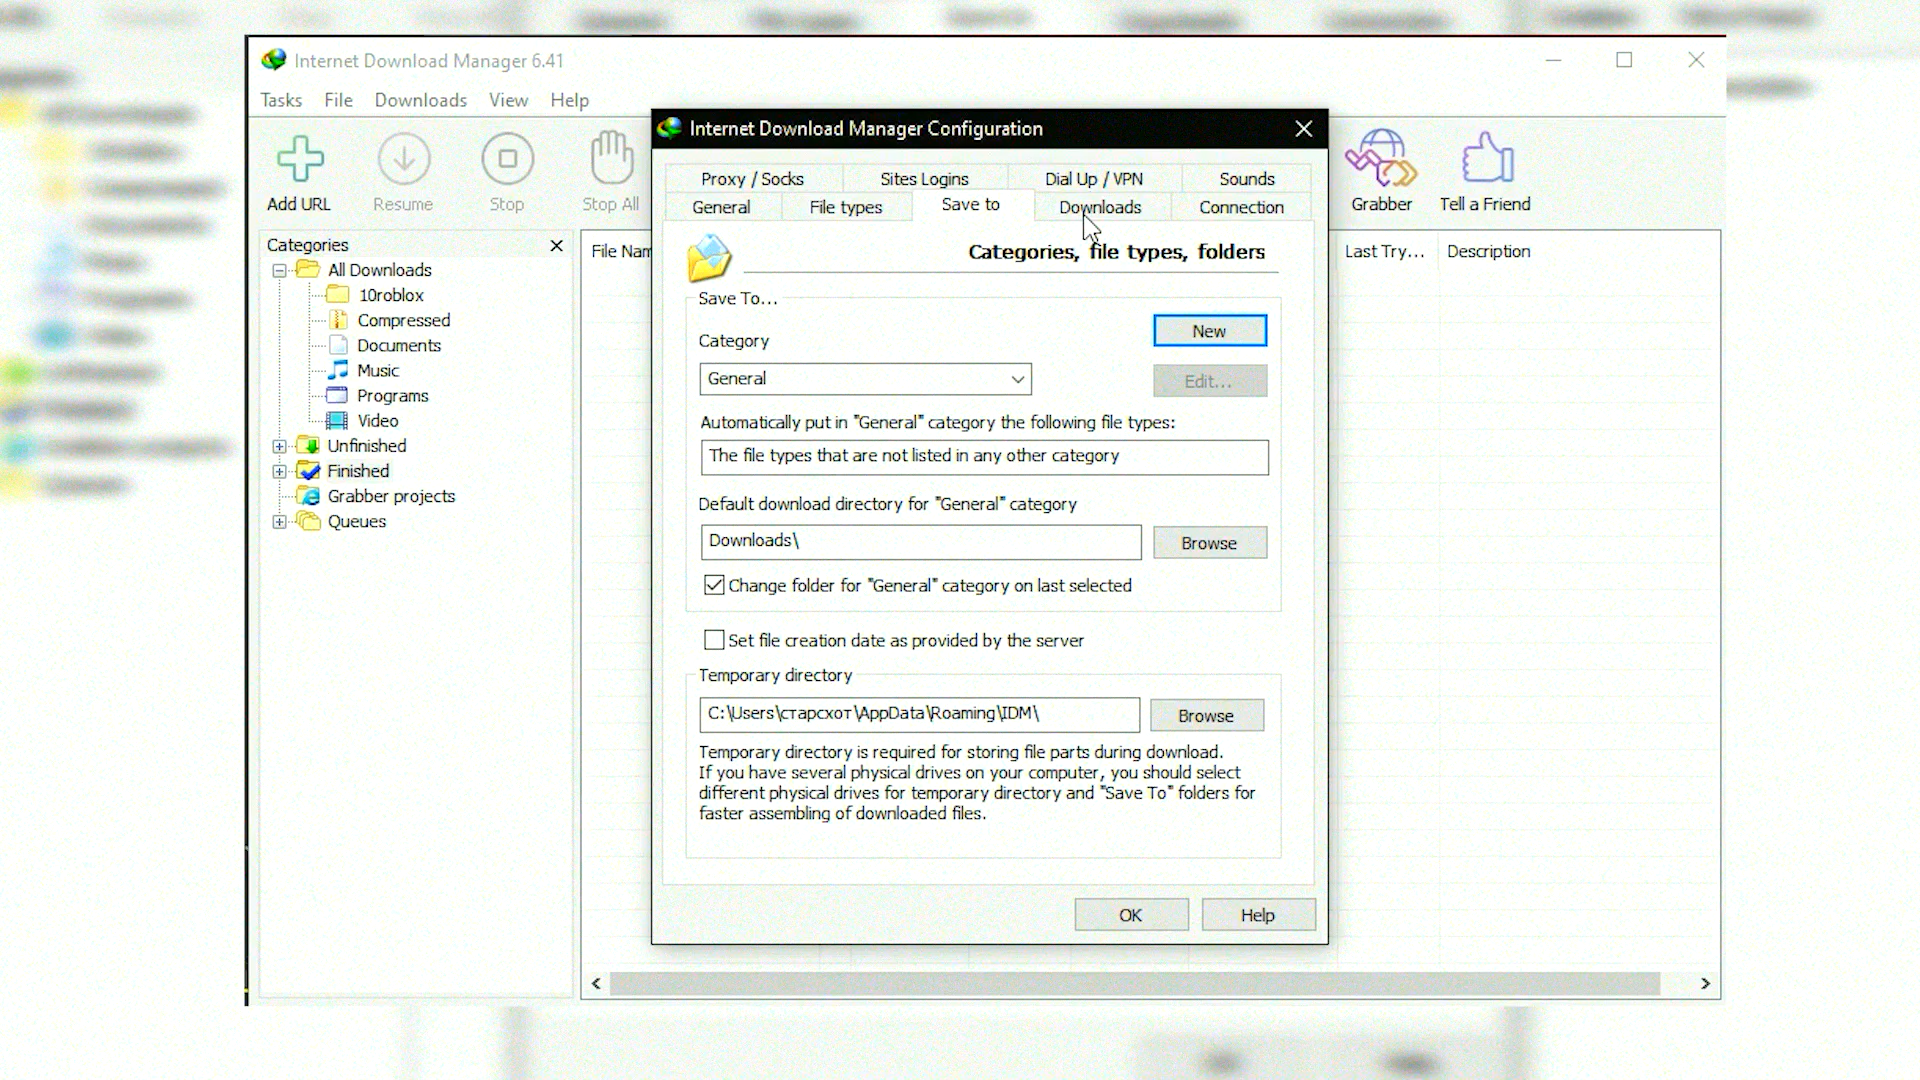 Internet Download Manager 6.41
Tasks File Downloads View Help
Add URL Resume Stop Stop All Grabber Tell a Friend
Categories
All Downloads
10roblox
Compressed
Documents
Music
Programs
Video
Unfinished
Finished
Grabber projects
Queues
File Nam
Last Try... Description
Internet Download Manager Configuration
Proxy / Socks Sites Logins Dial Up / VPN Sounds
General File types Save to Downloads Connection
Categories, file types, folders
Save To...
New
Category
General
Edit...
Automatically put in "General" category the following file types:
The file types that are not listed in any other category
Default download directory for "General" category
Downloads\
Browse
Change folder for "General" category on last selected
Set file creation date as provided by the server
Temporary directory
C:\Users\старсхот\AppData\Roaming\IDM\
Browse
Temporary directory is required for storing file parts during download.
If you have several physical drives on your computer, you should select
different physical drives for temporary directory and "Save To" folders for
faster assembling of downloaded files.
OK Help